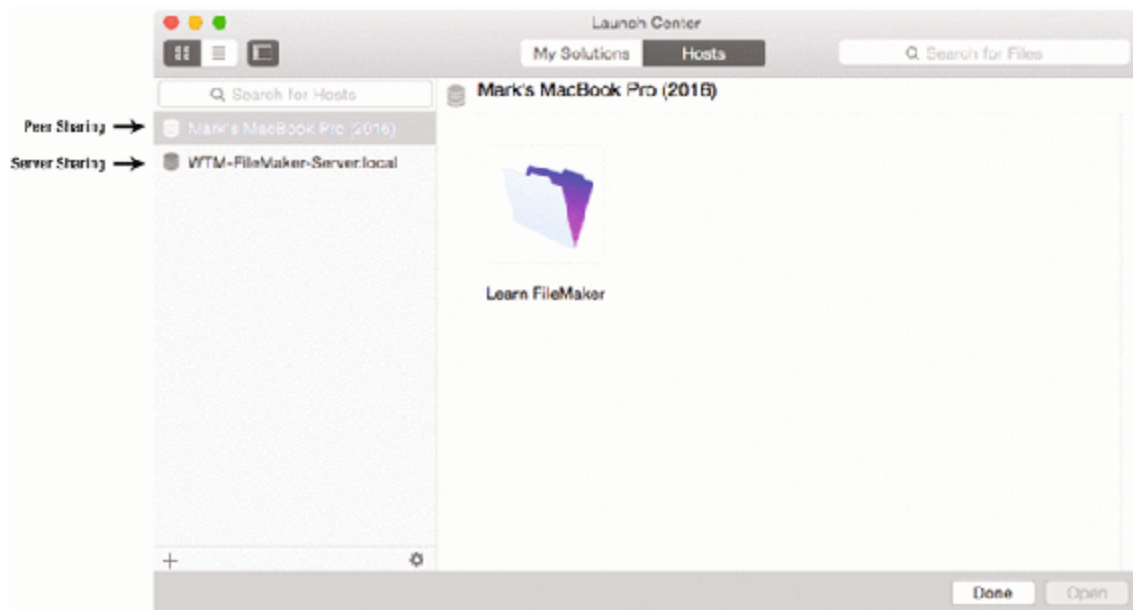 Launch Center
My Solutions Hosts Search for Files
Search for Hosts Mark's MacBook Pro (2016)
Peer Sharing Mark's MacBook Pro (2016)
Server Sharing WTM-FileMaker-Server.local
Learn FileMaker
Done Open